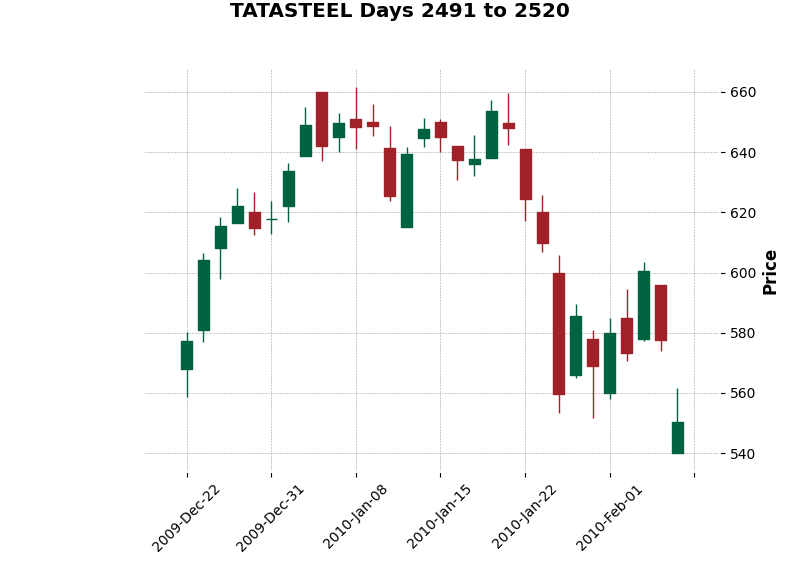 TATASTEEL Days 2491 to 2520
660
640
620
600
580
560
540
Price
2009-Dec-22
2009-Dec-31
2010-Jan-08
2010-Jan-15
2010-Jan-22
2010-Feb-01